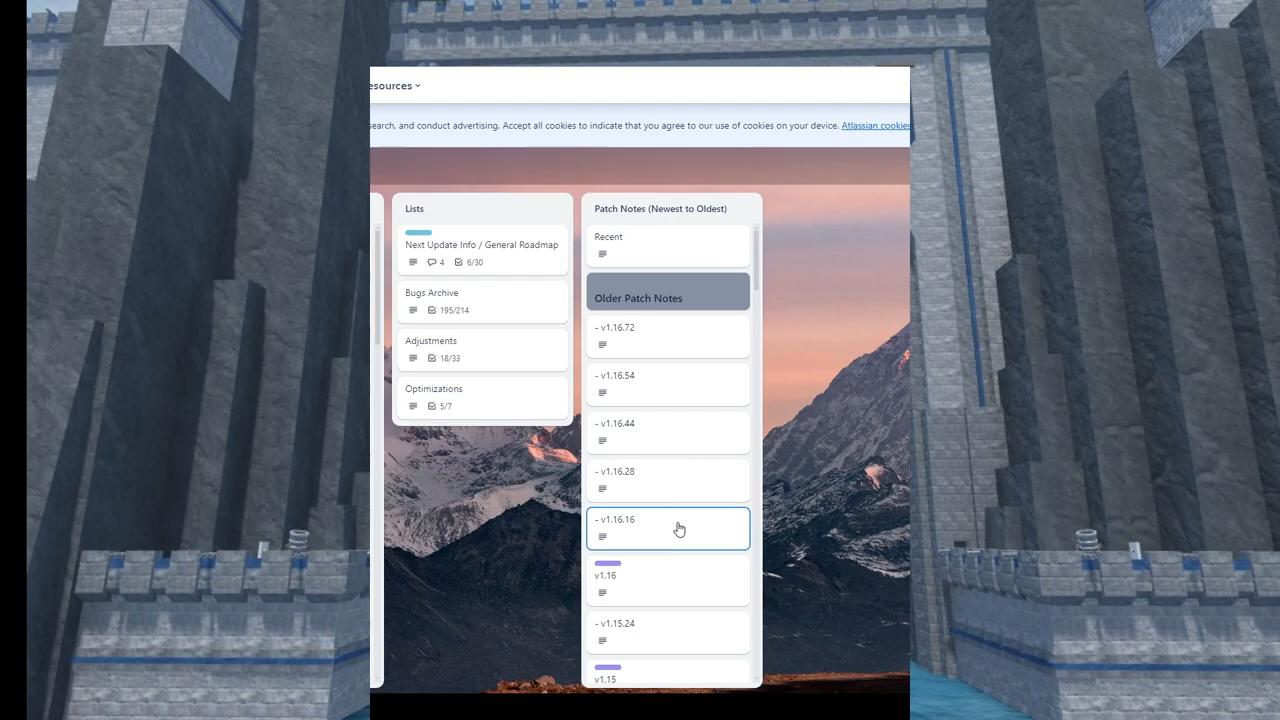 esources
search, and conduct advertising. Accept all cookies to indicate that you agree to our use of cookies on your device. Atlassian cookies
Lists
Next Update Info / General Roadmap
4 6/30
Bugs Archive
195/214
Adjustments
18/33
Optimizations
5/7
Patch Notes (Newest to Oldest)
Recent
Older Patch Notes
- v1.16.72
- v1.16.54
- v1.16.44
- v1.16.28
- v1.16.16
v1.16
- v1.15.24
v1.15